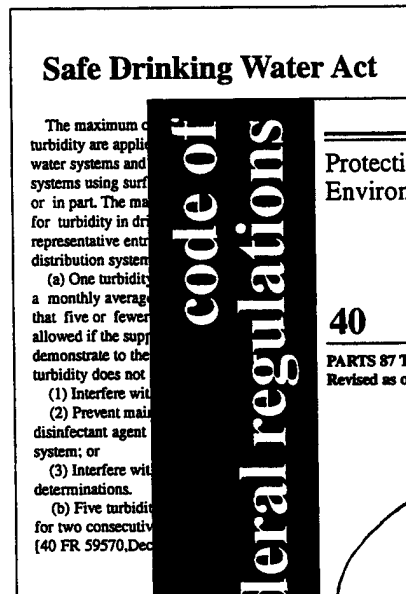 Safe Drinking Water Act
The maximum c
turbidity are applie
water systems and
systems using surf
or in part. The ma
for turbidity in dri
representative entr
distribution system
(a) One turbidity
a monthly average
that five or fewer
allowed if the supp
demonstrate to the
turbidity does not
(1) Interfere wit
(2) Prevent main
disinfectant agent
system; or
(3) Interfere wit
determinations.
(b) Five turbidit
for two consecutiv
[40 FR 59570,Dec
code of
deral regulations
Protecti
Environ
40
PARTS 87 T
Revised as o